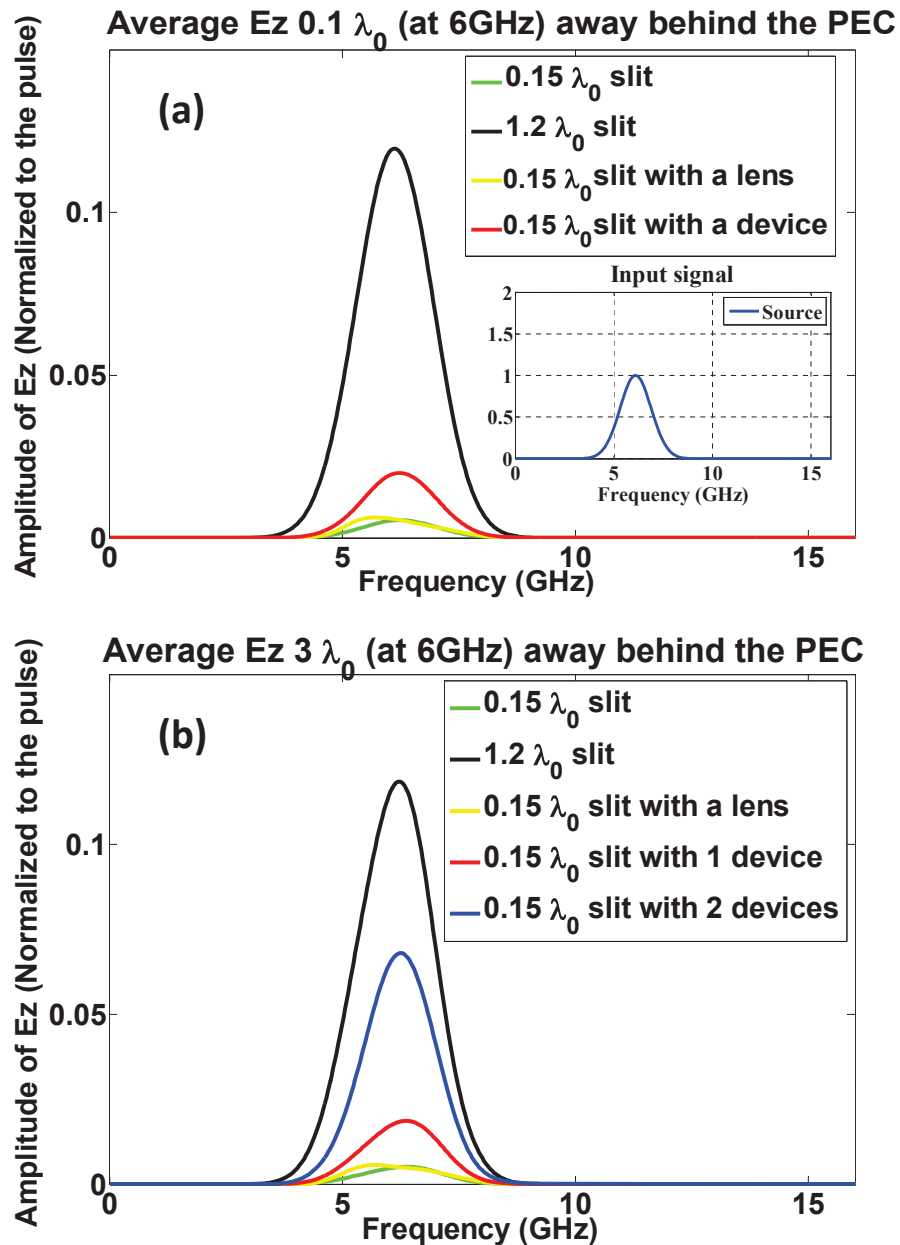 Average Ez 0.1 λ0 (at 6GHz) away behind the PEC
Amplitude of Ez (Normalized to the pulse)
(a)
0.15 λ0 slit
1.2 λ0 slit
0.15 λ0 slit with a lens
0.15 λ0 slit with a device
0.1
0.05
0
Input signal
Source
2
1.5
1
0.5
0
0 5 10 15
Frequency (GHz)
0 5 10 15
Frequency (GHz)
Average Ez 3 λ0 (at 6GHz) away behind the PEC
Amplitude of Ez (Normalized to the pulse)
(b)
0.15 λ0 slit
1.2 λ0 slit
0.15 λ0 slit with a lens
0.15 λ0 slit with 1 device
0.15 λ0 slit with 2 devices
0.1
0.05
0
0 5 10 15
Frequency (GHz)